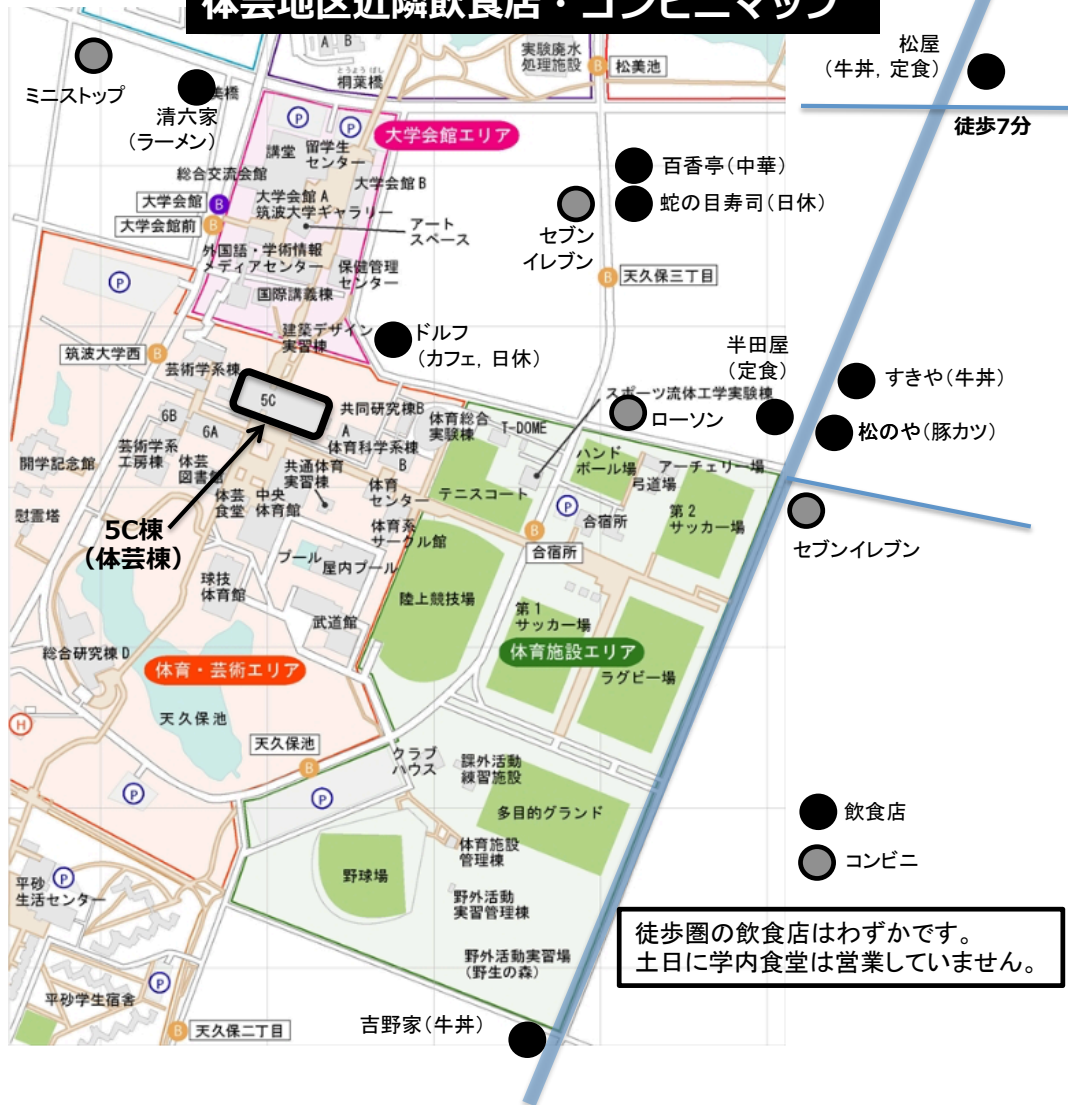 体芸地区近隣飲食店・コンビニマップ
A B
とうようばし
桐葉橋
実験廃水
処理施設
B
松美池
松屋
(牛丼, 定食)
徒歩7分
ミニストップ
美橋
清六家
(ラーメン)
P
P
大学会館エリア
講堂
留学生
センター
総合交流会館
大学会館B
大学会館
B
大学会館A
筑波大学ギャラリー
大学会館前
B
アート
スペース
外国語・学術情報
メディアセンター
保健管理
センター
国際講義棟
百香亭(中華)
蛇の目寿司(日休)
セブン
イレブン
B
天久保三丁目
P
建築デザイン
実習棟
ドルフ
(カフェ, 日休)
半田屋
(定食)
すきや(牛丼)
松のや(豚カツ)
筑波大学西
B
芸術学系棟
5C
スポーツ流体工学実験棟
ローソン
6B
6A
共同研究棟B
A
体育科学系棟
B
体育総合
実験棟
T-DOME
ハンド
ボール場
アーチェリー場
弓道場
開学記念館
芸術学系
工房棟
体芸
図書館
共通体育
実習棟
体育
センター
テニスコート
P
合宿所
第2
サッカー場
慰霊塔
体芸
食堂
中央
体育館
5C棟
(体芸棟)
体育系
サークル館
B
合宿所
セブンイレブン
プール
屋内プール
球技
体育館
武道館
陸上競技場
第1
サッカー場
体育施設エリア
ラグビー場
総合研究棟D
体育・芸術エリア
H
天久保池
天久保池
B
クラブ
ハウス
課外活動
練習施設
P
P
多目的グランド
飲食店
体育施設
管理棟
コンビニ
平砂
生活センター
P
野球場
野外活動
実習管理棟
徒歩圏の飲食店はわずかです。
土日に学内食堂は営業していません。
野外活動実習場
(野生の森)
P
平砂学生宿舎
B
天久保二丁目
吉野家(牛丼)